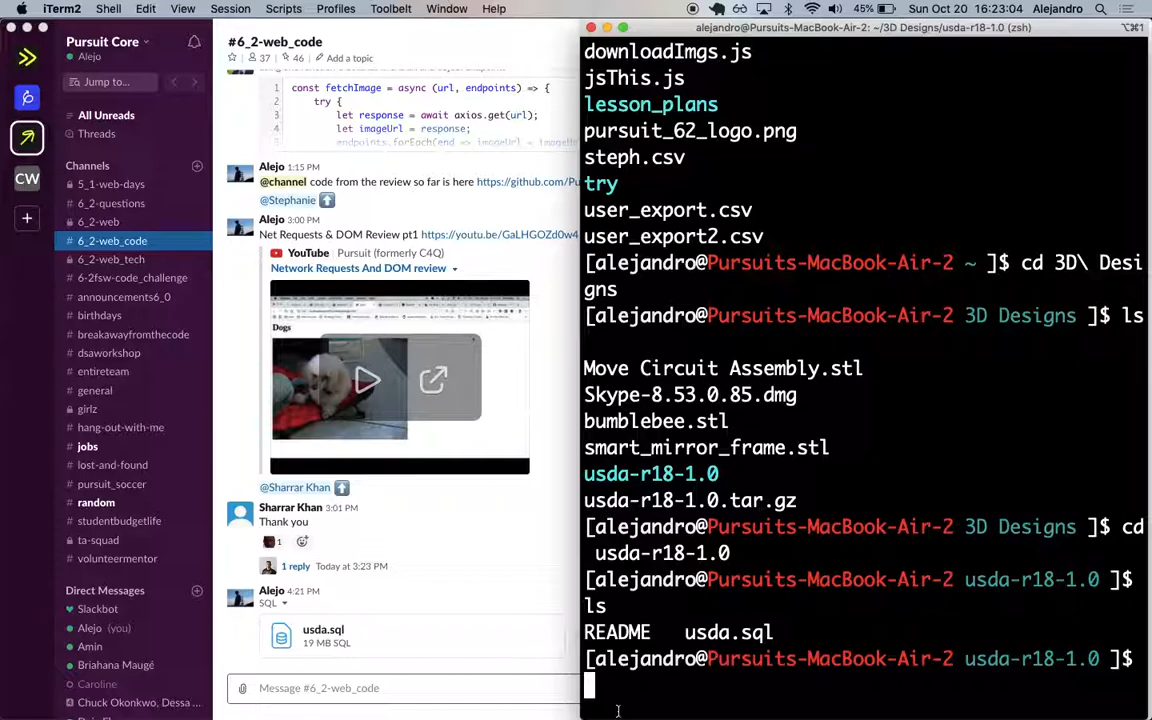 iTerm2 Shell Edit View Session Scripts Profiles Toolbelt Window Help 45% Sun Oct 20 16:23:04 Alejandro
Pursuit Core
Alejo
Jump to...
All Unreads
Threads
Channels
5_1-web-days
# 6_2-questions
6_2-web
# 6_2-web_code
6_2-web_tech
# 6-2fsw-code_challenge
# announcements6_0
# birthdays
# breakawayfromthecode
# dsaworkshop
# entireteam
# general
girlz
# hang-out-with-me
# jobs
# lost-and-found
# pursuit_soccer
# random
# studentbudgetlife
# ta-squad
# volunteermentor
Direct Messages
Slackbot
Alejo (you)
Amin
Briahana Maugé
Caroline
Chuck Okonkwo, Dessa ...
CW
#6_2-web_code
37 46 Add a topic
1 const fetchImage = async (url, endpoints) => {
2 try {
3 let response = await axios.get(url);
4 let imageUrl = response;
5 endpoints.forEach(end => imageUrl = image
Alejo 1:15 PM
@channel code from the review so far is here https://github.com/Pu
@Stephanie
Alejo 3:00 PM
Net Requests & DOM Review pt1 https://youtu.be/GaLHGOZd0w4
YouTube | Pursuit (formerly C4Q)
Network Requests And DOM review
Dogs
@Sharrar Khan
Sharrar Khan 3:01 PM
Thank you
1
1 reply Today at 3:23 PM
Alejo 4:21 PM
SQL
usda.sql
19 MB SQL
Message #6_2-web_code
alejandro@Pursuits-MacBook-Air-2: ~/3D Designs/usda-r18-1.0 (zsh) ⌥⌘1
downloadImgs.js
jsThis.js
lesson_plans
pursuit_62_logo.png
steph.csv
try
user_export.csv
user_export2.csv
[alejandro@Pursuits-MacBook-Air-2 ~ ]$ cd 3D\ Desi
gns
[alejandro@Pursuits-MacBook-Air-2 3D Designs ]$ ls
Move Circuit Assembly.stl
Skype-8.53.0.85.dmg
bumblebee.stl
smart_mirror_frame.stl
usda-r18-1.0
usda-r18-1.0.tar.gz
[alejandro@Pursuits-MacBook-Air-2 3D Designs ]$ cd
usda-r18-1.0
[alejandro@Pursuits-MacBook-Air-2 usda-r18-1.0 ]$
ls
README usda.sql
[alejandro@Pursuits-MacBook-Air-2 usda-r18-1.0 ]$